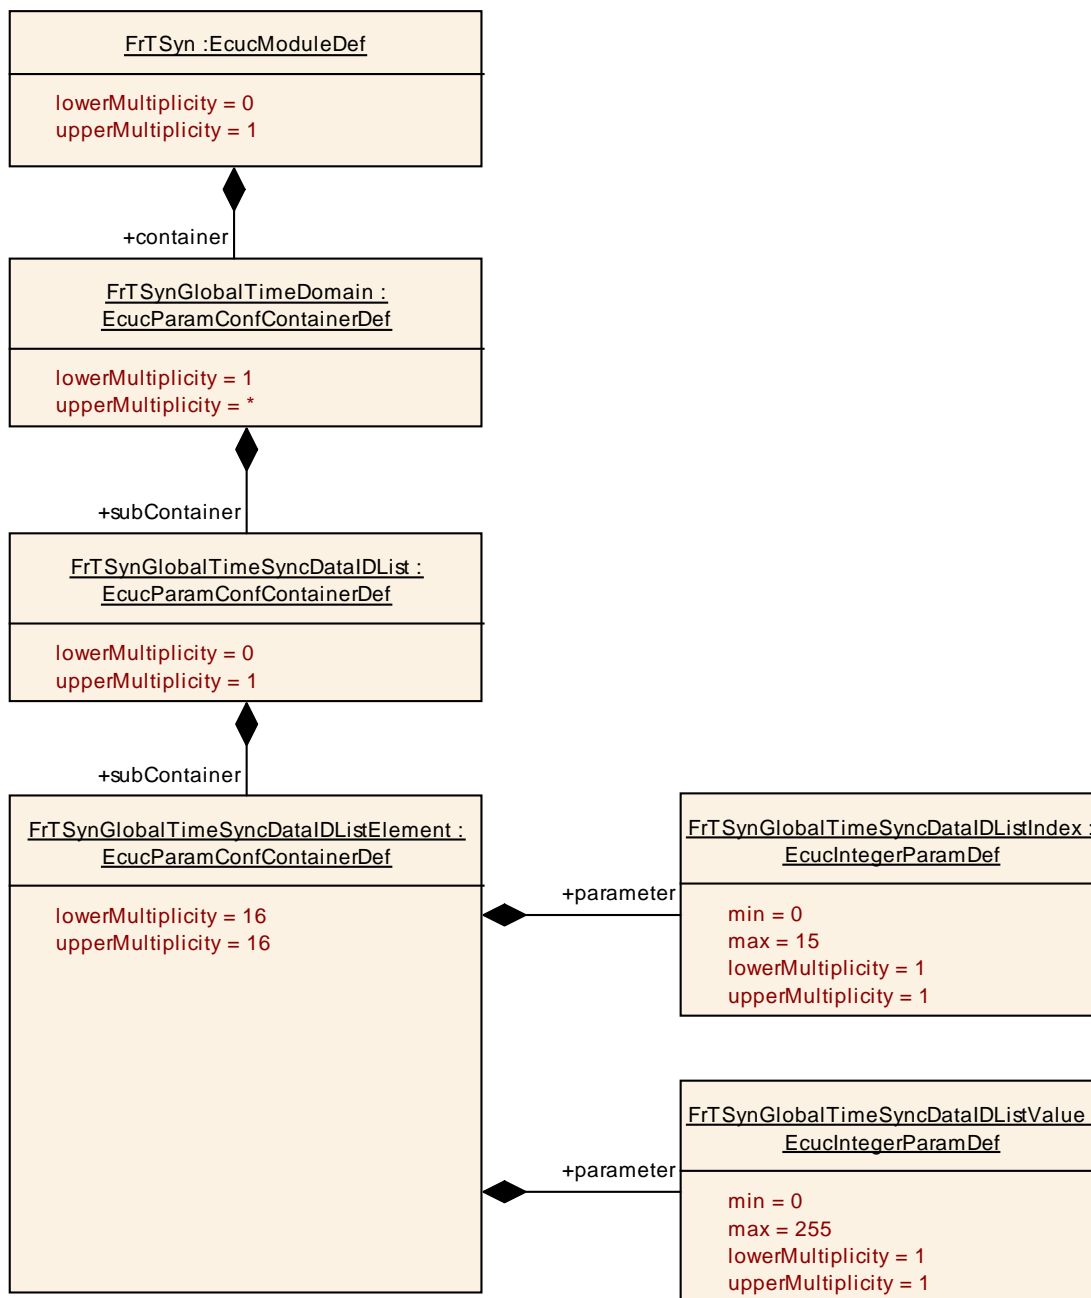 FrTSyn :EcucModuleDef
lowerMultiplicity = 0
upperMultiplicity = 1
+container
FrTSynGlobalTimeDomain :
EcucParamConfContainerDef
lowerMultiplicity = 1
upperMultiplicity = *
+subContainer
FrTSynGlobalTimeSyncDataIDList :
EcucParamConfContainerDef
lowerMultiplicity = 0
upperMultiplicity = 1
+subContainer
FrTSynGlobalTimeSyncDataIDListElement :
EcucParamConfContainerDef
lowerMultiplicity = 16
upperMultiplicity = 16
+parameter
FrTSynGlobalTimeSyncDataIDListIndex :
EcucIntegerParamDef
min = 0
max = 15
lowerMultiplicity = 1
upperMultiplicity = 1
+parameter
FrTSynGlobalTimeSyncDataIDListValue
EcucIntegerParamDef
min = 0
max = 255
lowerMultiplicity = 1
upperMultiplicity = 1